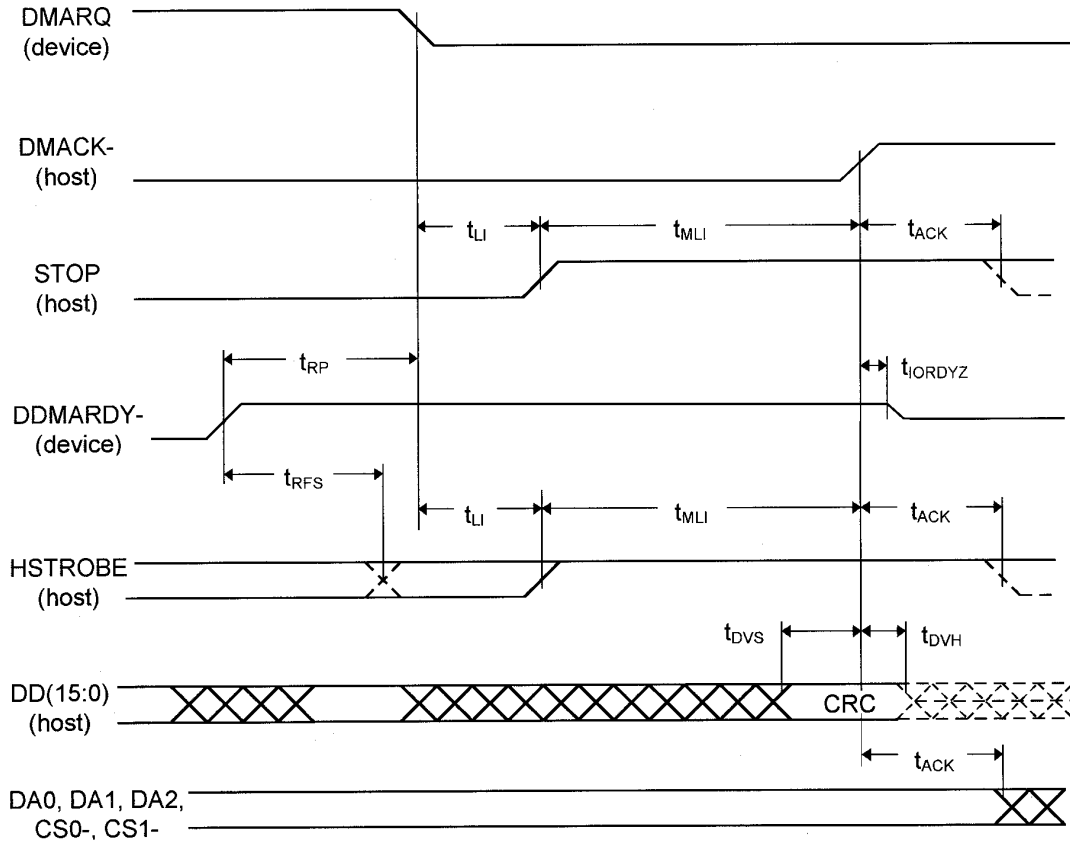 DMARQ
(device)
DMACK-
(host)
tLI
tMLI
tACK
STOP
(host)
tRP
tIORDYZ
DDMARDY-
(device)
tRFS
tLI
tMLI
tACK
HSTROBE
(host)
tDVS
tDVH
DD(15:0)
(host)
CRC
tACK
DA0, DA1, DA2,
CS0-, CS1-